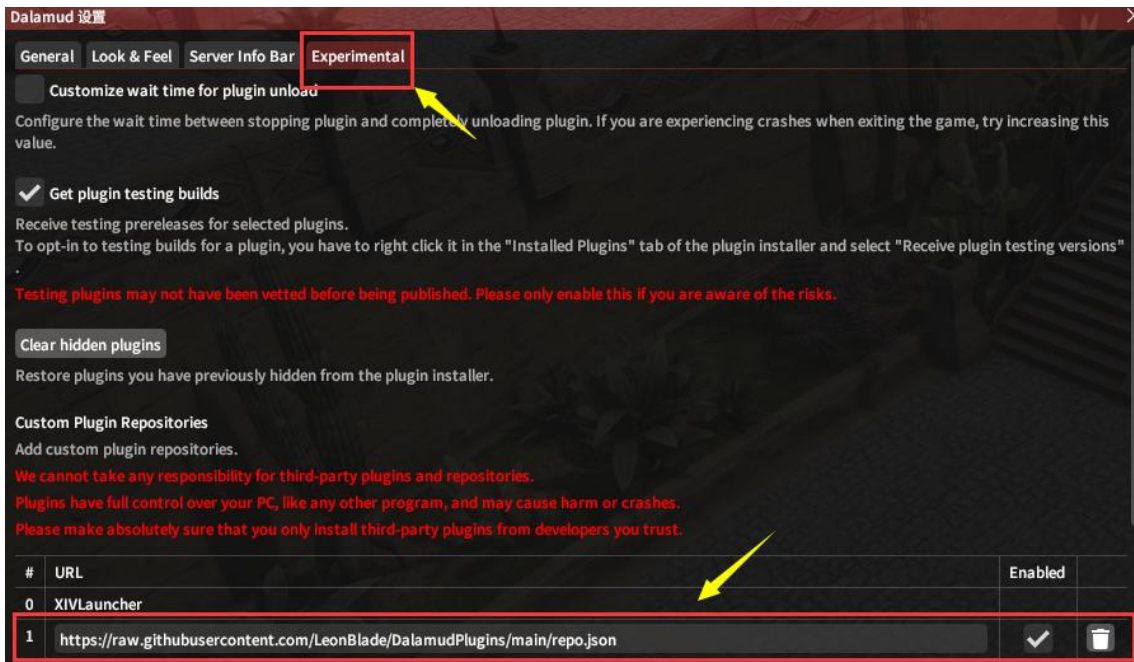 Dalamud 设置
General Look & Feel Server Info Bar Experimental
Customize wait time for plugin unload
Configure the wait time between stopping plugin and completely unloading plugin. If you are experiencing crashes when exiting the game, try increasing this
value.
Get plugin testing builds
Receive testing prereleases for selected plugins.
To opt-in to testing builds for a plugin, you have to right click it in the "Installed Plugins" tab of the plugin installer and select "Receive plugin testing versions"
.
Testing plugins may not have been vetted before being published. Please only enable this if you are aware of the risks.
Clear hidden plugins
Restore plugins you have previously hidden from the plugin installer.
Custom Plugin Repositories
Add custom plugin repositories.
We cannot take any responsibility for third-party plugins and repositories.
Plugins have full control over your PC, like any other program, and may cause harm or crashes.
Please make absolutely sure that you only install third-party plugins from developers you trust.
# URL Enabled
0 XIVLauncher
1 https://raw.githubusercontent.com/LeonBlade/DalamudPlugins/main/repo.json